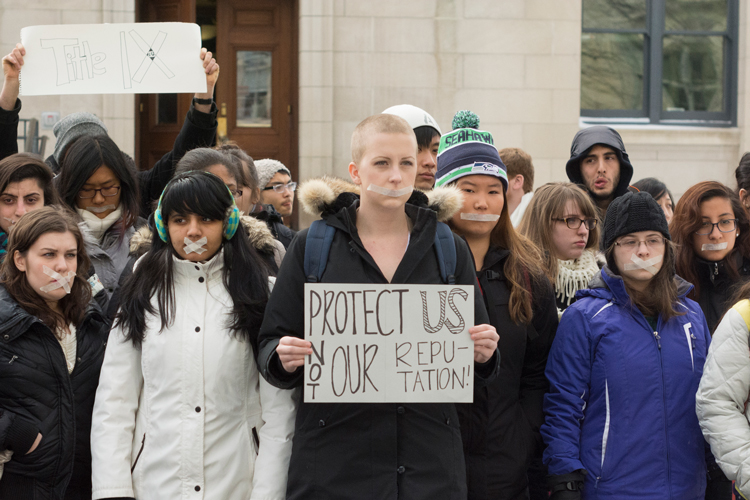 Title IX
SEAHAWKS
PROTECT US
NOT OUR REPU-
TATION!